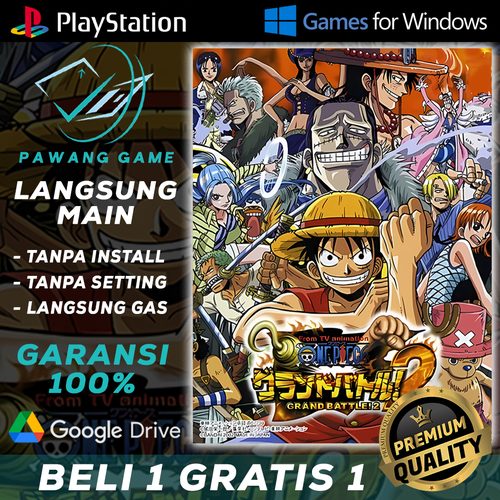 PlayStation
Games for Windows
PAWANG GAME
LANGSUNG
MAIN
- TANPA INSTALL
- TANPA SETTING
- LANGSUNG GAS
GARANSI
100%
Google Drive
From TV animation
ONE PIECE
グランドバトル!2
GRAND BATTLE! 2
PREMIUM
QUALITY
BELI 1 GRATIS 1